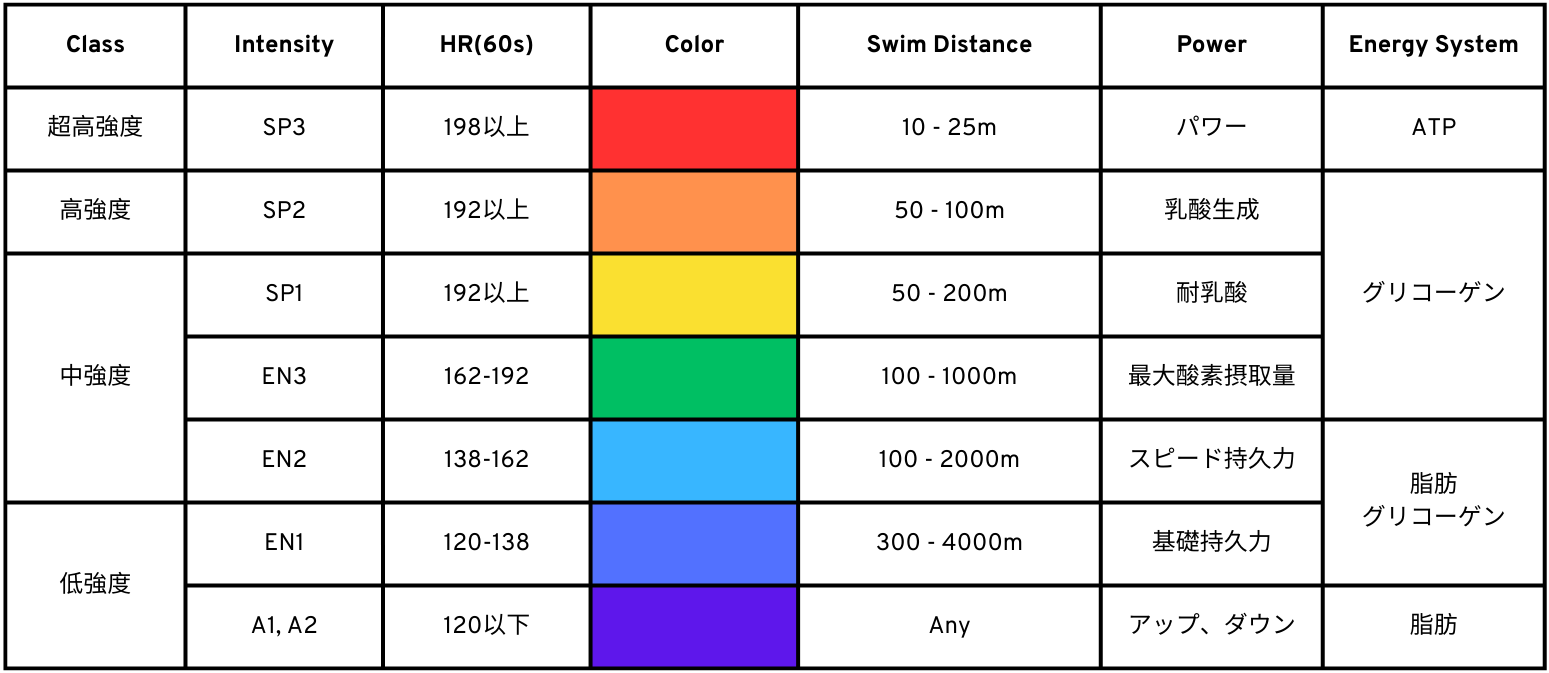 Class Intensity HR(60s) Color Swim Distance Power Energy System
超高強度 SP3 198以上 10 - 25m パワー ATP
高強度 SP2 192以上 50 - 100m 乳酸生成
SP1 192以上 50 - 200m 耐乳酸 グリコーゲン
中強度 EN3 162-192 100 - 1000m 最大酸素摂取量
EN2 138-162 100 - 2000m スピード持久力
脂肪
グリコーゲン
EN1 120-138 300 - 4000m 基礎持久力
低強度
A1, A2 120以下 Any アップ、ダウン 脂肪